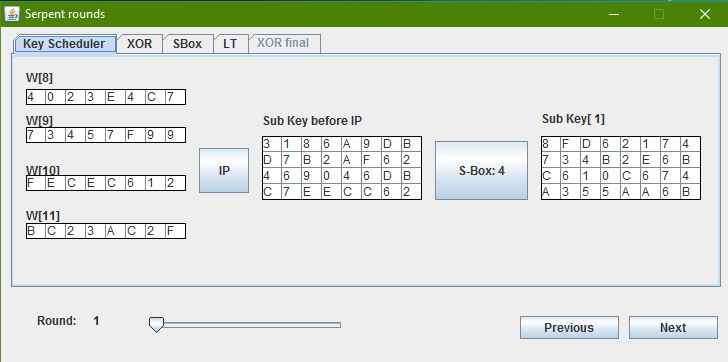 Serpent rounds
Key Scheduler XOR SBox LT XOR final
W[8]
4 0 2 3 E 4 C 7
W[9]
7 3 4 5 7 F 9 9
W[10]
F E C E C 6 1 2
W[11]
B C 2 3 A C 2 F
IP
Sub Key before IP
3 1 8 6 A 9 D B
D 7 B 2 A F 6 2
4 6 9 0 4 6 D B
C 7 E E C C 6 2
S-Box: 4
Sub Key[ 1]
8 F D 6 2 1 7 4
7 3 4 B 2 E 6 B
C 6 1 0 C 6 7 4
A 3 5 5 A A 6 B
Round: 1
Previous Next